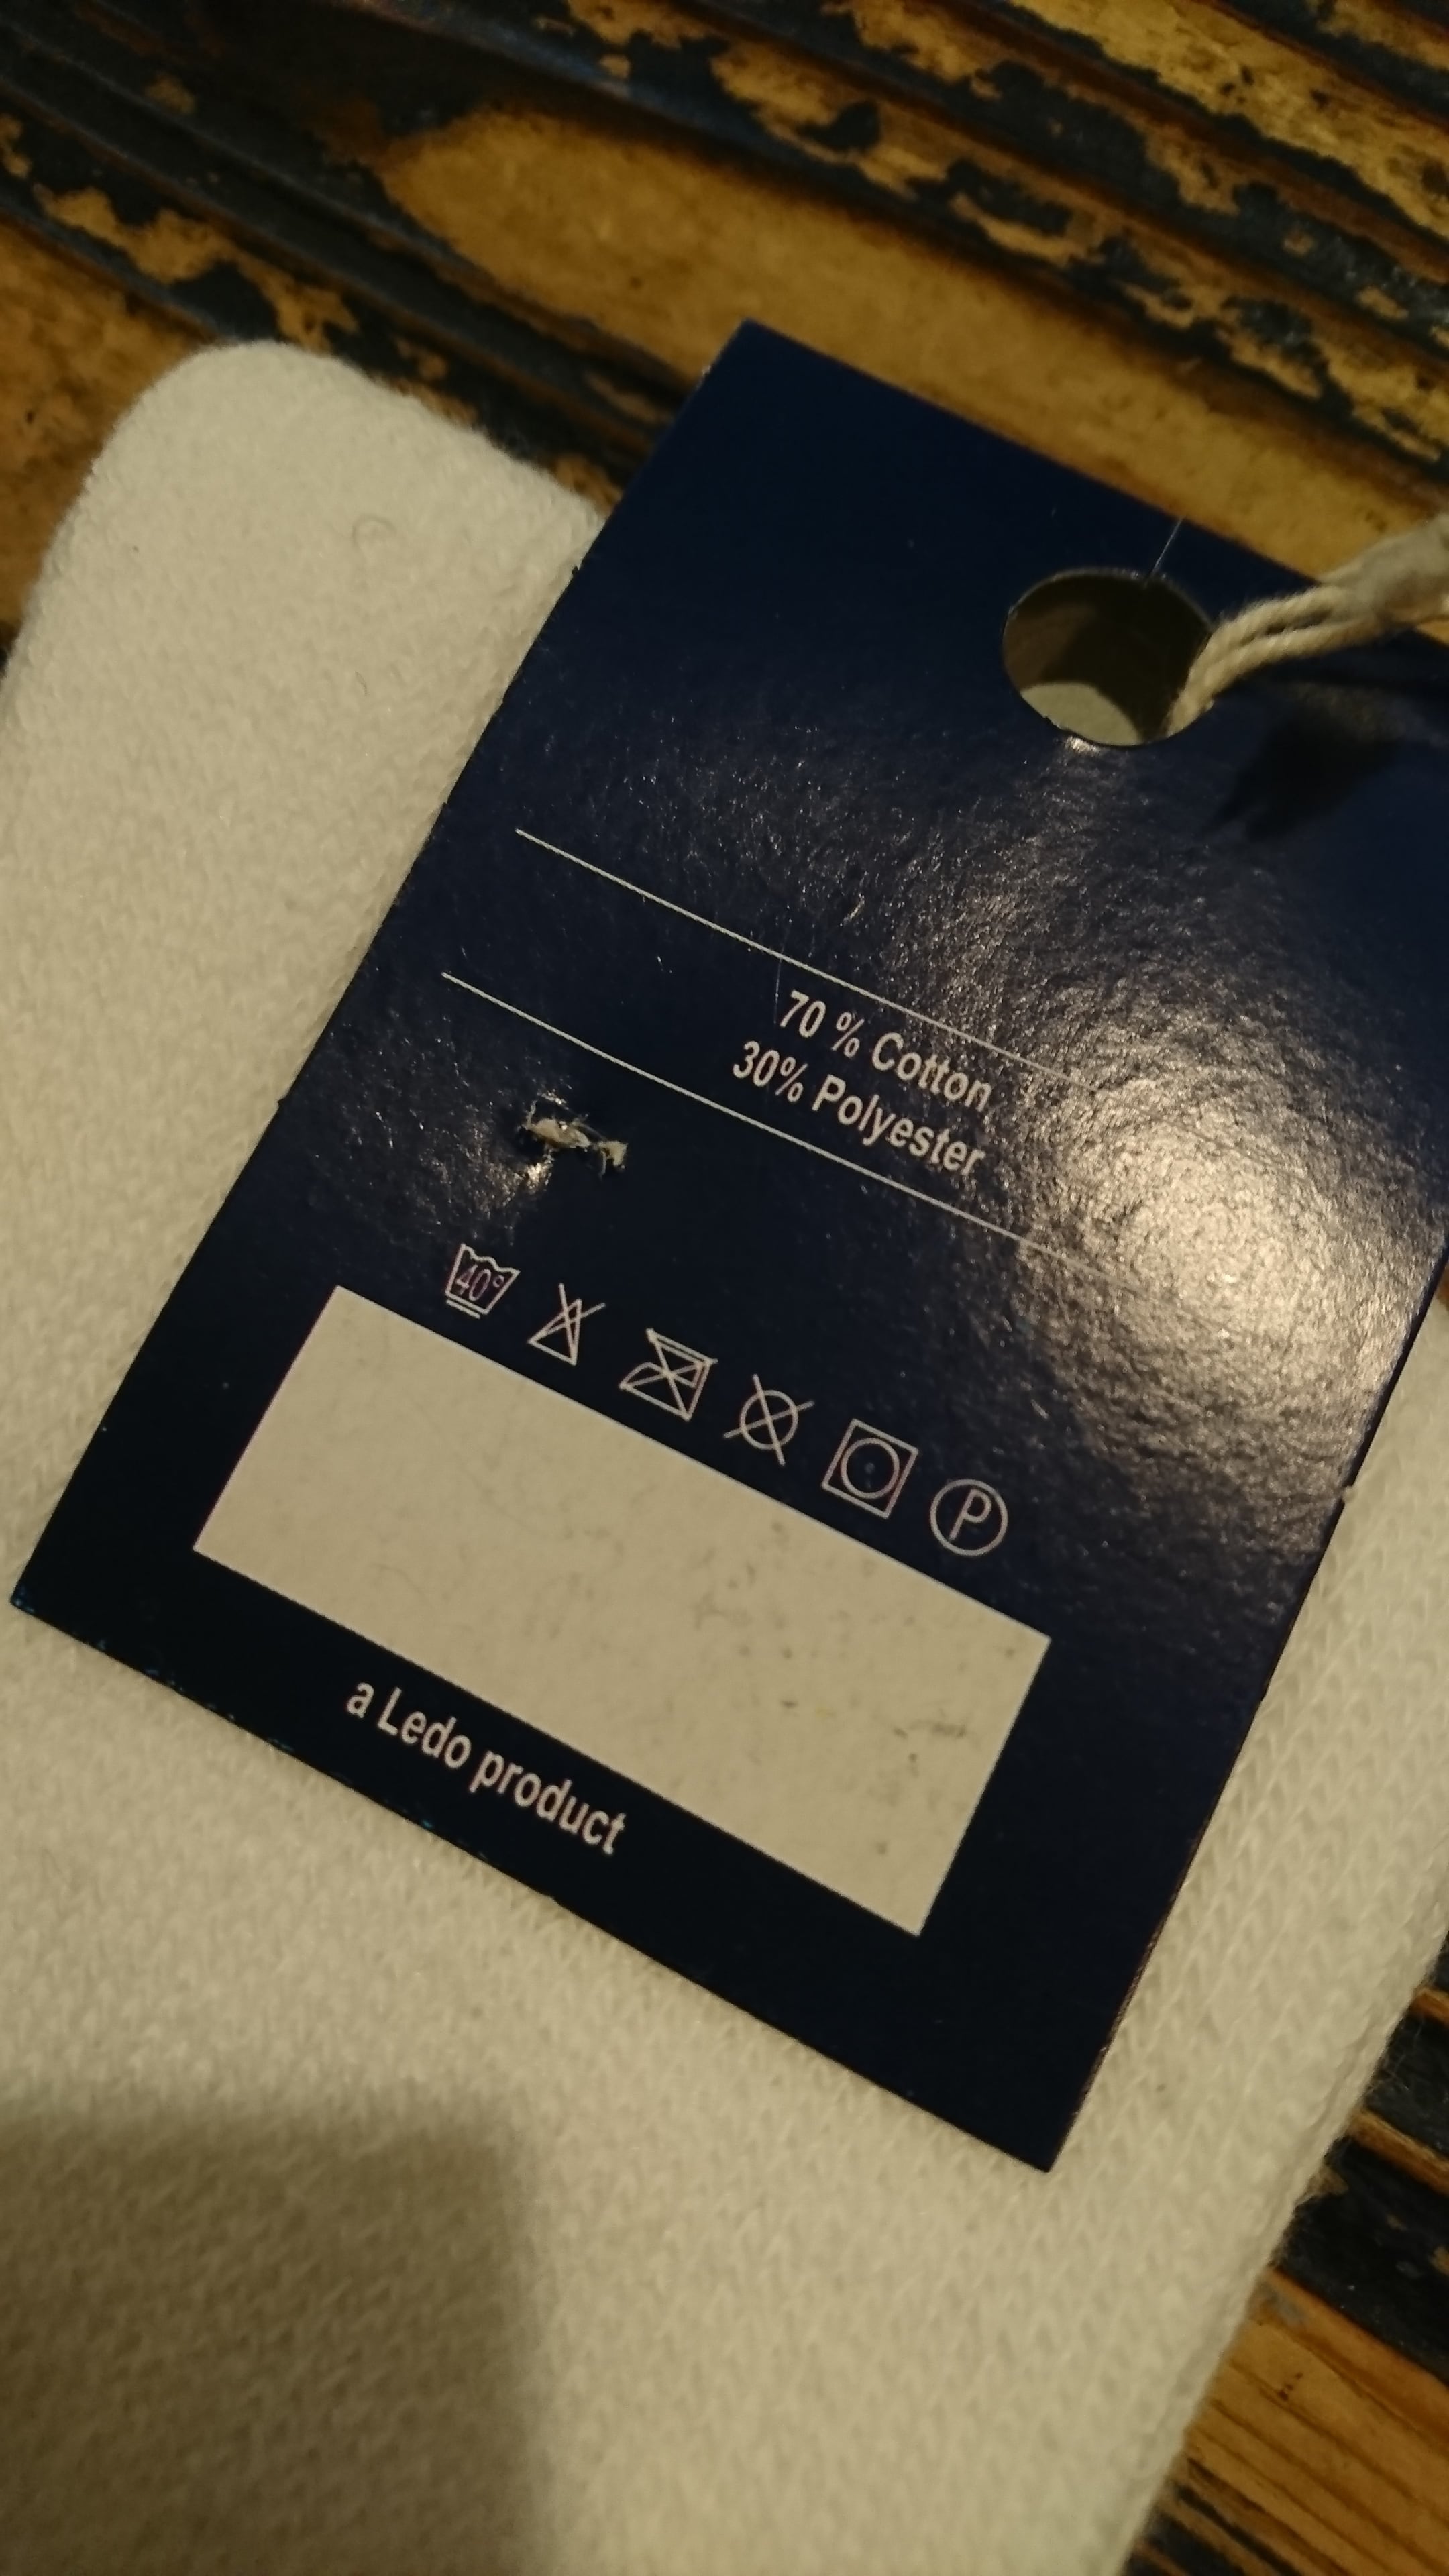 70 % Cotton
30% Polyester
40°
P
a Ledo product